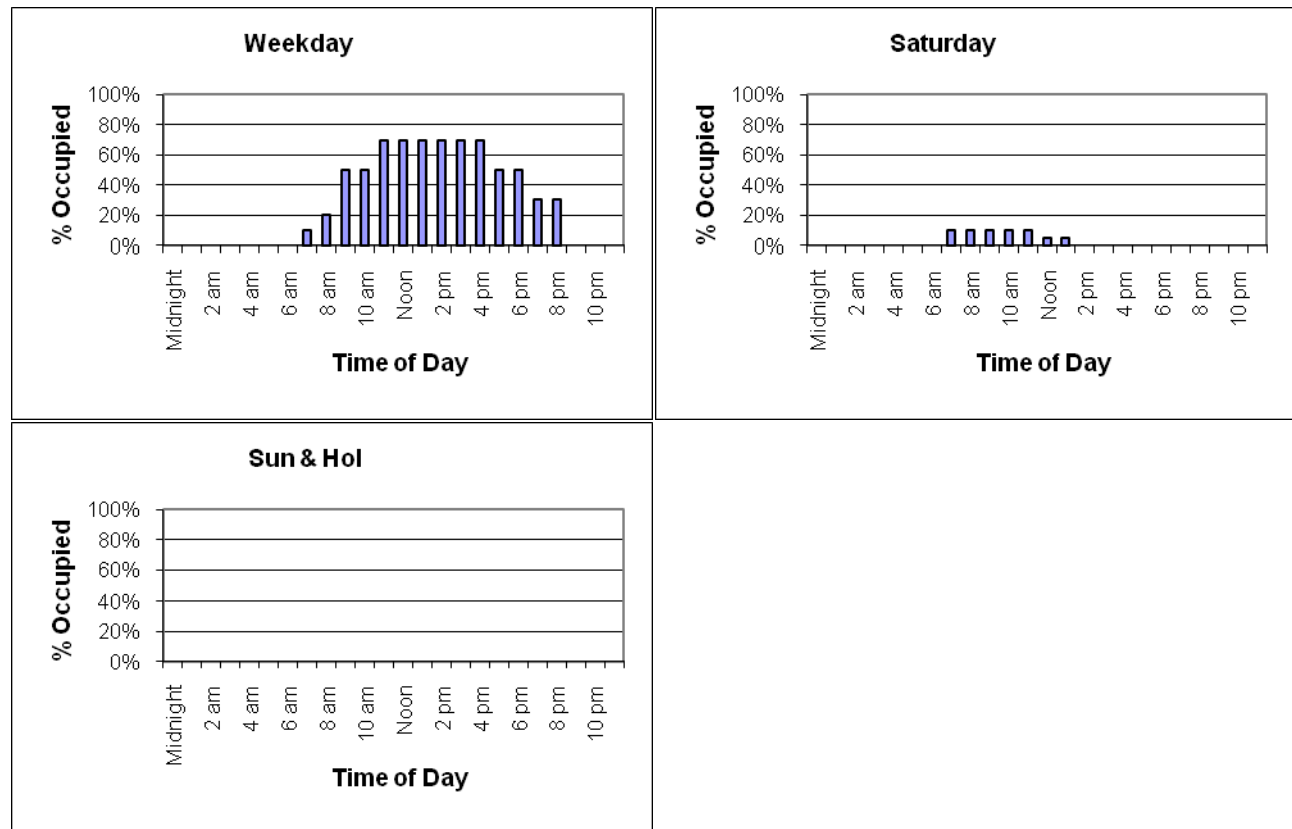 Weekday
% Occupied
100%
80%
60%
40%
20%
0%
Midnight
2 am
4 am
6 am
8 am
10 am
Noon
2 pm
4 pm
6 pm
8 pm
10 pm
Time of Day
Saturday
% Occupied
100%
80%
60%
40%
20%
0%
Midnight
2 am
4 am
6 am
8 am
10 am
Noon
2 pm
4 pm
6 pm
8 pm
10 pm
Time of Day
Sun & Hol
% Occupied
100%
80%
60%
40%
20%
0%
Midnight
2 am
4 am
6 am
8 am
10 am
Noon
2 pm
4 pm
6 pm
8 pm
10 pm
Time of Day